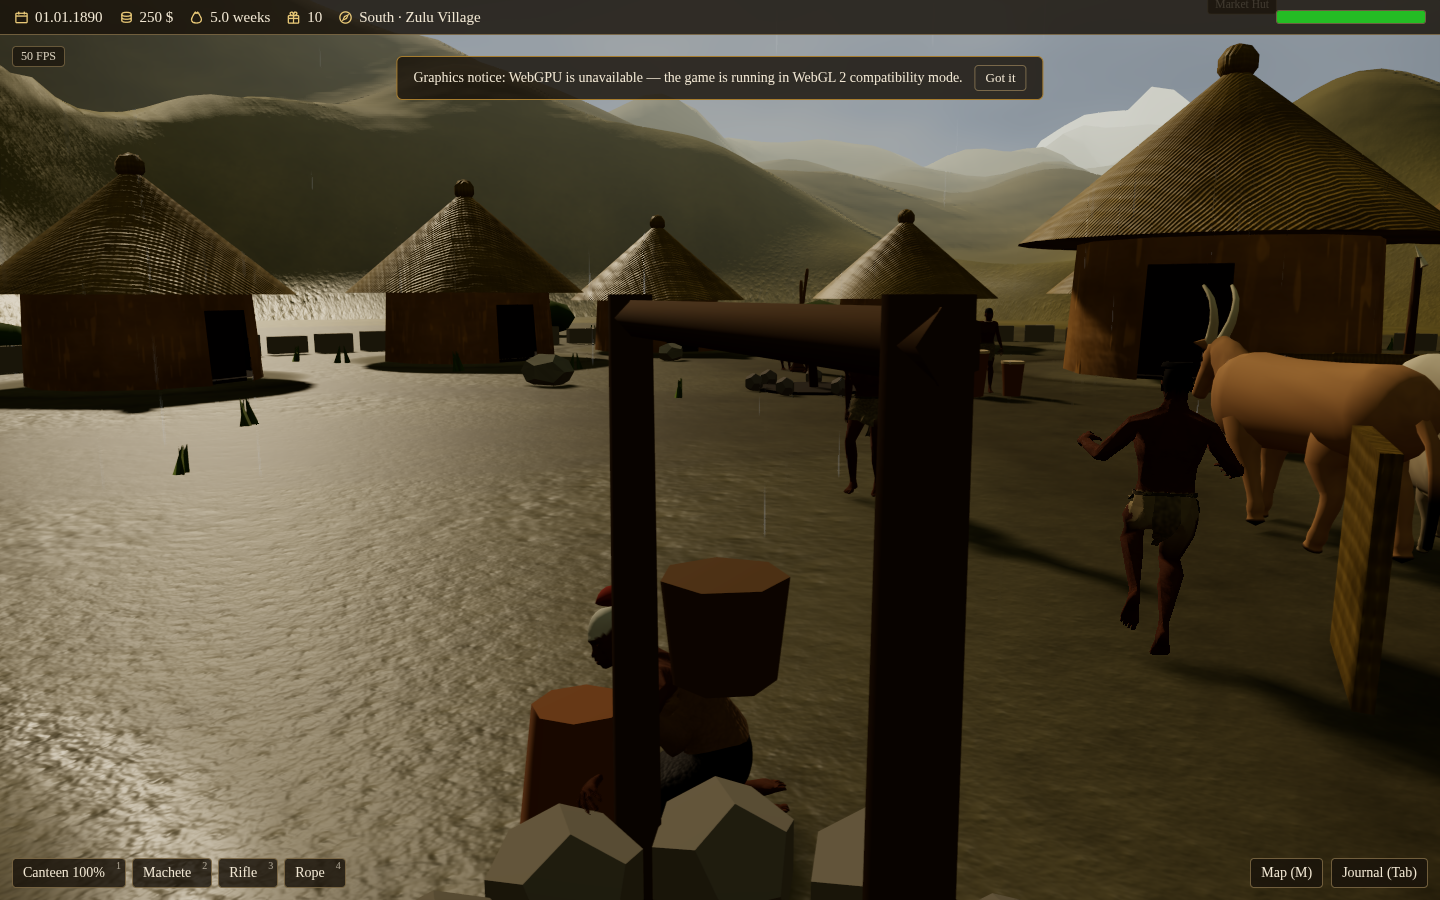 01.01.1890 250 $ 5.0 weeks 10 South · Zulu Village
Market Hut
50 FPS
Graphics notice: WebGPU is unavailable — the game is running in WebGL 2 compatibility mode. Got it
Canteen 100% 1 Machete 2 Rifle 3 Rope 4
Map (M) Journal (Tab)